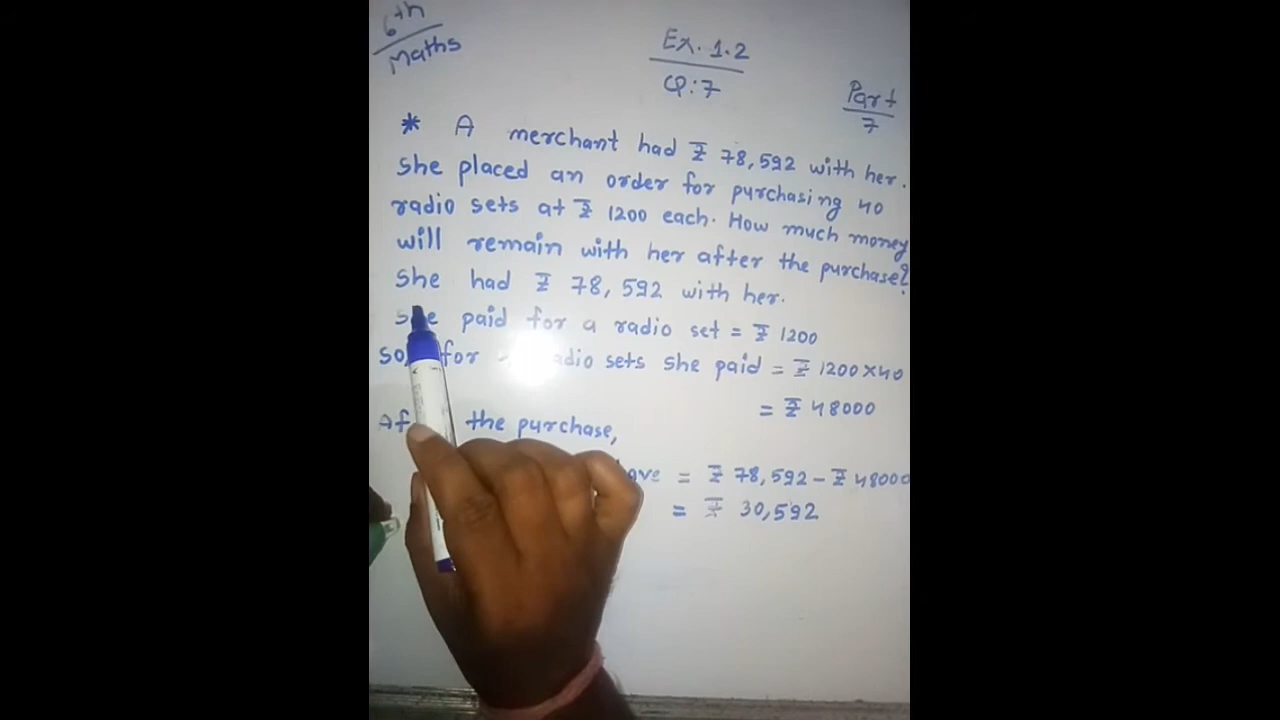 6th
Maths
Ex. 1.2
Q:7
Part
7
* A merchant had ₹ 78,592 with her.
She placed an order for purchasing 40
radio sets at ₹ 1200 each. How much money
will remain with her after the purchase?
She had ₹ 78,592 with her.
She paid for a radio set = ₹ 1200
So, for radio sets she paid = ₹ 1200×40
= ₹ 48000
the purchase,
= ₹ 78,592 – ₹ 48000
= ₹ 30,592